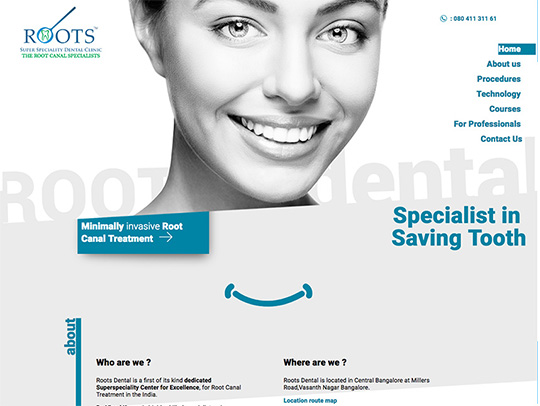 ROOTS
SUPER SPECIALITY DENTAL CLINIC
THE ROOT CANAL SPECIALISTS
: 080 411 311 61
Home
About us
Procedures
Technology
Courses
For Professionals
Contact Us
ROOTS dental
Minimally invasive Root
Canal Treatment
Specialist in
Saving Tooth
about
Who are we ?
Roots Dental is a first of its kind dedicated
Superspeciality Center for Excellence, for Root Canal
Treatment in the India.
Where are we ?
Roots Dental is located in Central Bangalore at Millers
Road,Vasanth Nagar Bangalore.
Location route map